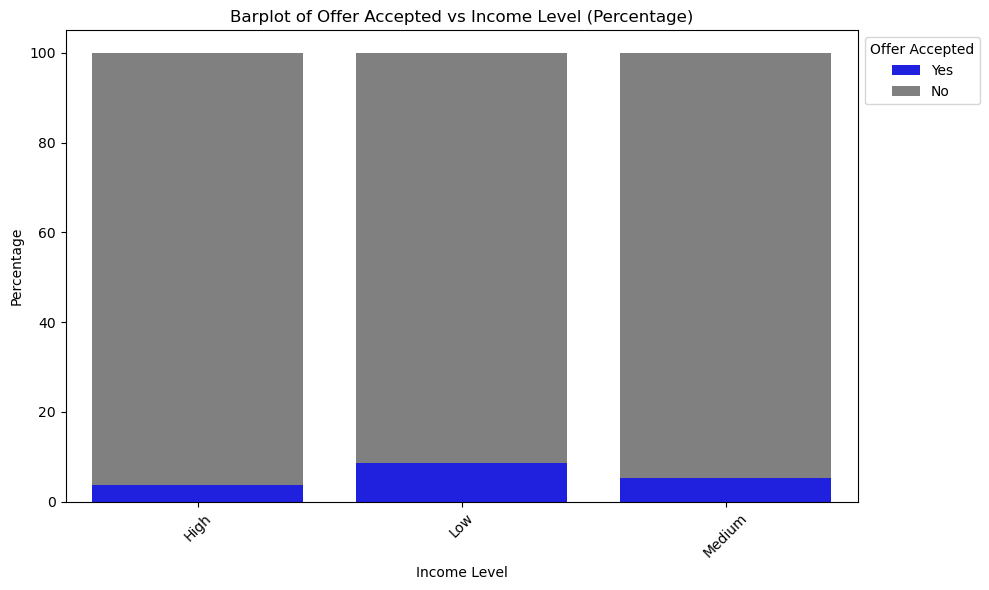 Barplot of Offer Accepted vs Income Level (Percentage)
Offer Accepted
Yes
No
Percentage
100
80
60
40
20
0
High
Low
Medium
Income Level